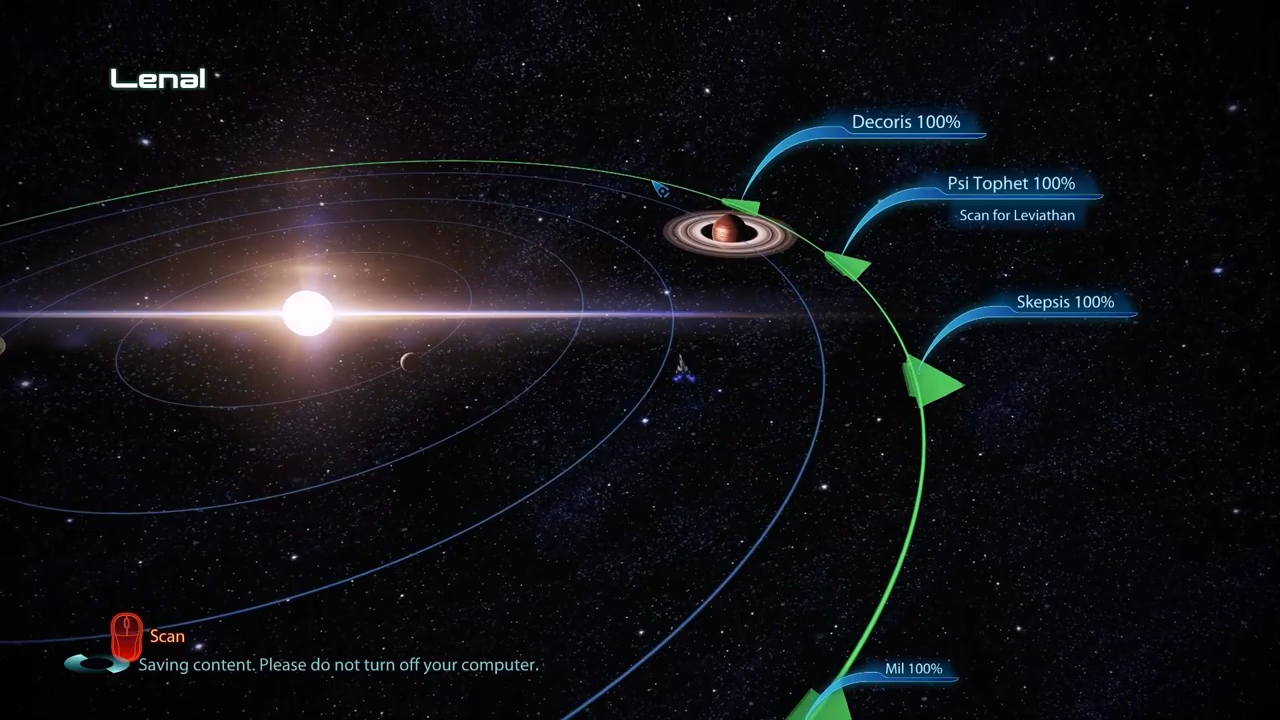 Lenal
Decoris 100%
Psi Tophet 100%
Scan for Leviathan
Skepsis 100%
Scan
Saving content. Please do not turn off your computer.
Mil 100%